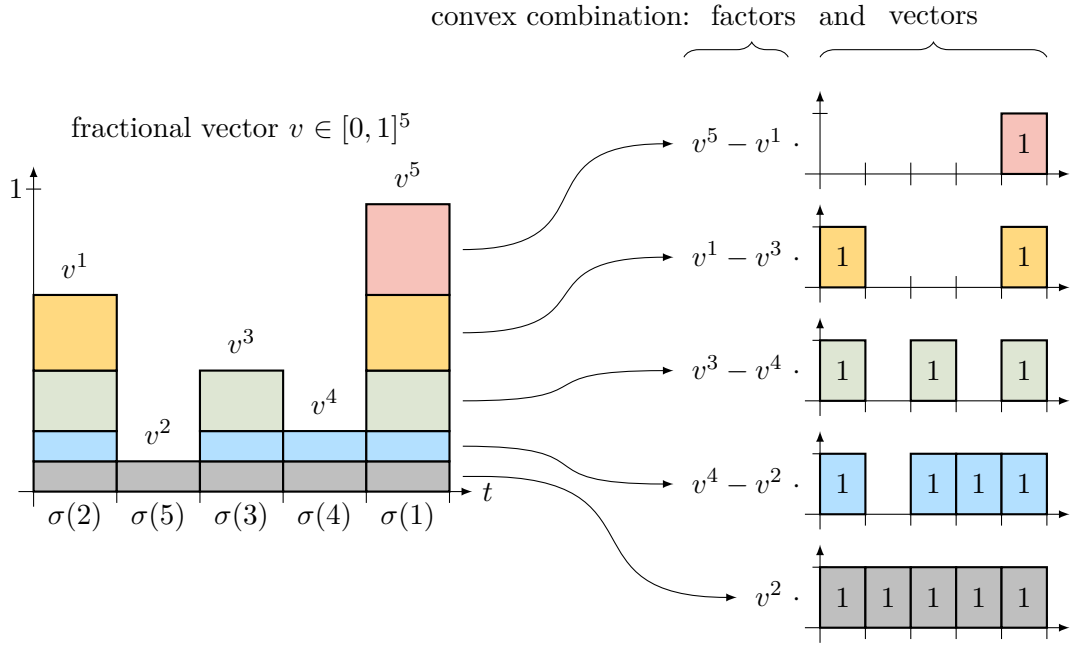 convex combination: factors and vectors
fractional vector v ∈ [0, 1]^5
1
v^1
v^2
v^3
v^4
v^5
t
σ(2) σ(5) σ(3) σ(4) σ(1)
v^5 − v^1 · 1
v^1 − v^3 · 1 1
v^3 − v^4 · 1 1 1
v^4 − v^2 · 1 1 1 1
v^2 · 1 1 1 1 1